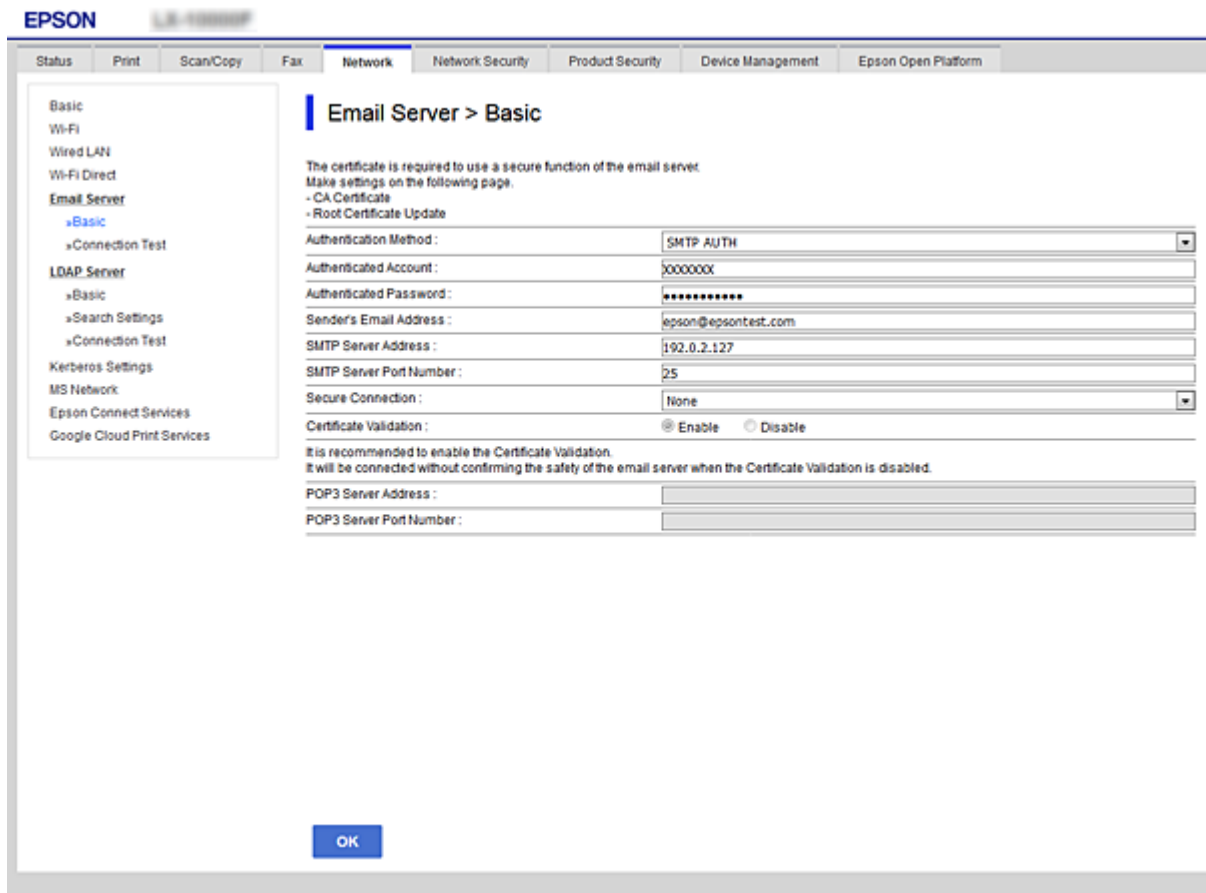 EPSON
Status Print Scan/Copy Fax Network Network Security Product Security Device Management Epson Open Platform
Basic
Wi-Fi
Wired LAN
Wi-Fi Direct
Email Server
»Basic
»Connection Test
LDAP Server
»Basic
»Search Settings
»Connection Test
Kerberos Settings
MS Network
Epson Connect Services
Google Cloud Print Services
Email Server > Basic
The certificate is required to use a secure function of the email server.
Make settings on the following page.
- CA Certificate
- Root Certificate Update
Authentication Method : SMTP AUTH
Authenticated Account : XXXXXXX
Authenticated Password : •••••••••••
Sender's Email Address : epson@epsontest.com
SMTP Server Address : 192.0.2.127
SMTP Server Port Number : 25
Secure Connection : None
Certificate Validation : Enable Disable
It is recommended to enable the Certificate Validation.
It will be connected without confirming the safety of the email server when the Certificate Validation is disabled.
POP3 Server Address :
POP3 Server Port Number :
OK